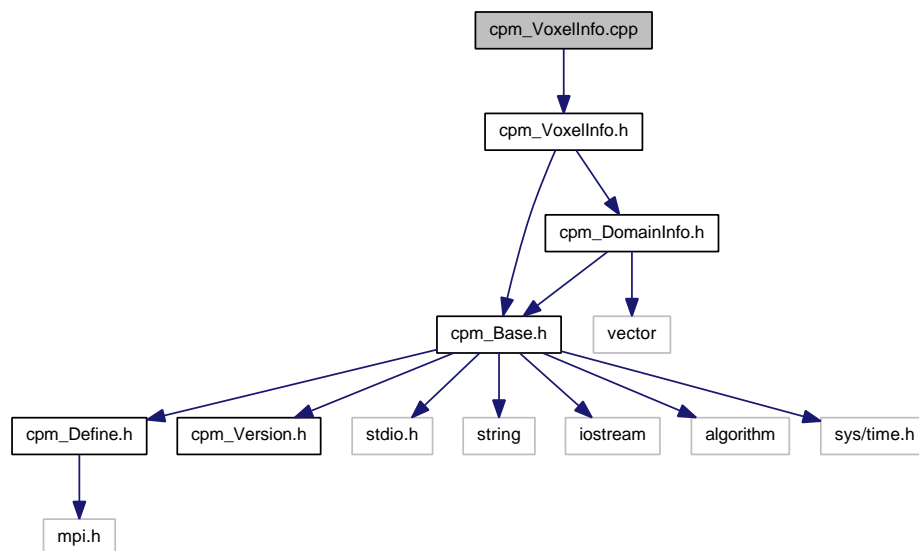 cpm_VoxelInfo.cpp
cpm_VoxelInfo.h
cpm_DomainInfo.h
cpm_Base.h
vector
cpm_Define.h
cpm_Version.h
stdio.h
string
iostream
algorithm
sys/time.h
mpi.h